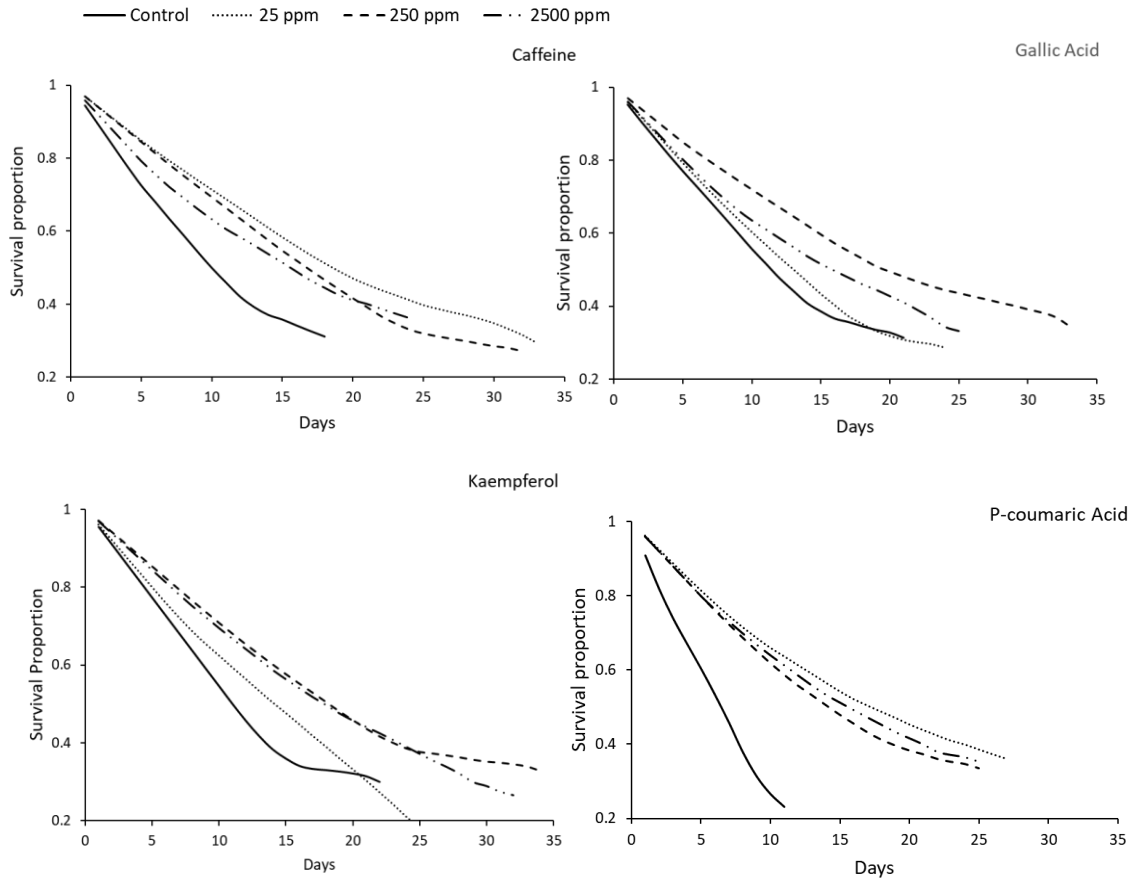 Control 25 ppm 250 ppm 2500 ppm
Caffeine
Survival proportion
1
0.8
0.6
0.4
0.2
0 5 10 15 20 25 30 35
Days
Gallic Acid
Survival proportion
1
0.8
0.6
0.4
0.2
0 5 10 15 20 25 30 35
Days
Kaempferol
Survival Proportion
1
0.8
0.6
0.4
0.2
0 5 10 15 20 25 30 35
Days
P-coumaric Acid
Survival proportion
1
0.8
0.6
0.4
0.2
0 5 10 15 20 25 30 35
Days